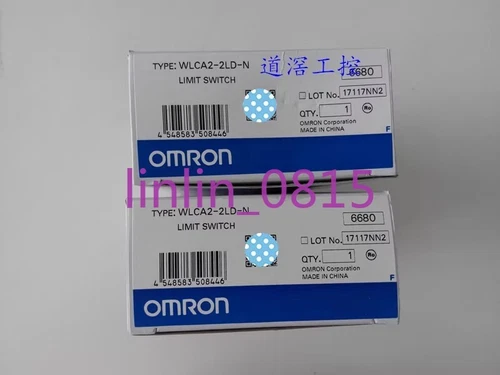 TYPE: WLCA2-2LD-N
道滘工控
LIMIT SWITCH
6680
LOT No. 17117NN2
QTY. 1
OMRON Corporation
MADE IN CHINA
4 548583 508446
F
OMRON
linlin_0815
TYPE: WLCA2-2LD-N
LIMIT SWITCH
6680
LOT No. 17117NN2
QTY. 1
OMRON Corporation
MADE IN CHINA
4 548583 508446
F
OMRON